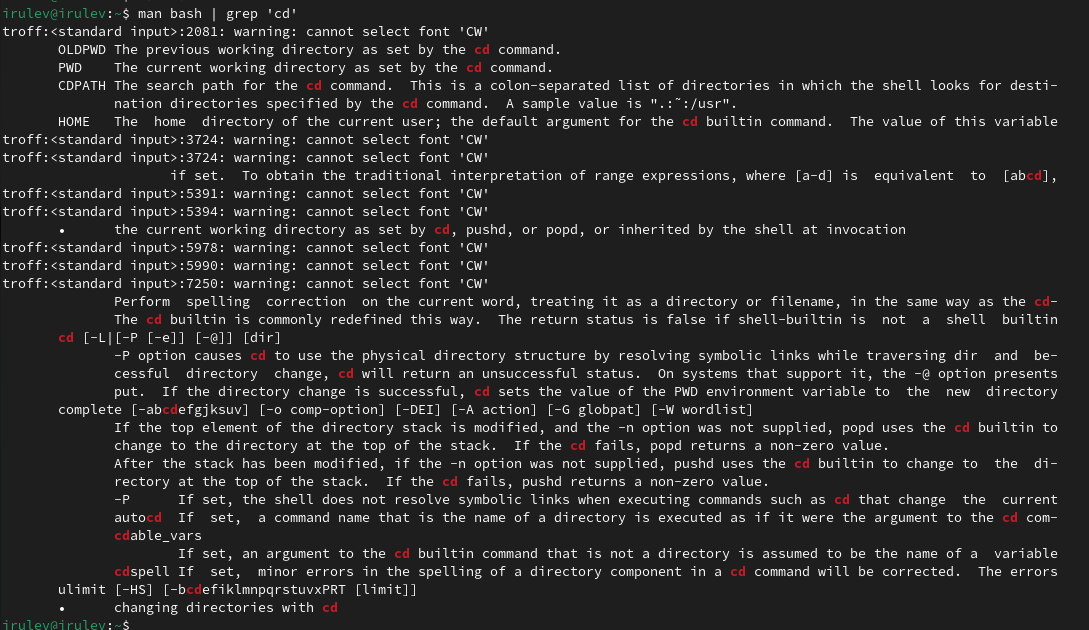 irulev@irulev:~$ man bash | grep 'cd'
troff:<standard input>:2081: warning: cannot select font 'CW'
       OLDPWD The previous working directory as set by the cd command.
       PWD    The current working directory as set by the cd command.
       CDPATH The search path for the cd command.  This is a colon-separated list of directories in which the shell looks for desti‐
              nation directories specified by the cd command.  A sample value is ".:~:/usr".
       HOME   The  home  directory of the current user; the default argument for the cd builtin command.  The value of this variable
troff:<standard input>:3724: warning: cannot select font 'CW'
troff:<standard input>:3724: warning: cannot select font 'CW'
                     if set.  To obtain the traditional interpretation of range expressions, where [a-d] is  equivalent  to  [abcd],
troff:<standard input>:5391: warning: cannot select font 'CW'
troff:<standard input>:5394: warning: cannot select font 'CW'
       •      the current working directory as set by cd, pushd, or popd, or inherited by the shell at invocation
troff:<standard input>:5978: warning: cannot select font 'CW'
troff:<standard input>:5990: warning: cannot select font 'CW'
troff:<standard input>:7250: warning: cannot select font 'CW'
              Perform  spelling  correction  on the current word, treating it as a directory or filename, in the same way as the cd‐
              The cd builtin is commonly redefined this way.  The return status is false if shell-builtin is  not  a  shell  builtin
       cd [-L|[-P [-e]] [-@]] [dir]
              -P option causes cd to use the physical directory structure by resolving symbolic links while traversing dir  and  be‐
              cessful  directory  change, cd will return an unsuccessful status.  On systems that support it, the -@ option presents
              put.  If the directory change is successful, cd sets the value of the PWD environment variable to  the  new  directory
       complete [-abcdefgjksuv] [-o comp-option] [-DEI] [-A action] [-G globpat] [-W wordlist]
              If the top element of the directory stack is modified, and the -n option was not supplied, popd uses the cd builtin to
              change to the directory at the top of the stack.  If the cd fails, popd returns a non-zero value.
              After the stack has been modified, if the -n option was not supplied, pushd uses the cd builtin to change to  the  di‐
              rectory at the top of the stack.  If the cd fails, pushd returns a non-zero value.
              -P      If set, the shell does not resolve symbolic links when executing commands such as cd that change  the  current
              autocd  If  set,  a command name that is the name of a directory is executed as if it were the argument to the cd com‐
              cdable_vars
                      If set, an argument to the cd builtin command that is not a directory is assumed to be the name of a  variable
              cdspell If  set,  minor errors in the spelling of a directory component in a cd command will be corrected.  The errors
       ulimit [-HS] [-bcdefiklmnpqrstuvxPRT [limit]]
       •      changing directories with cd
irulev@irulev:~$